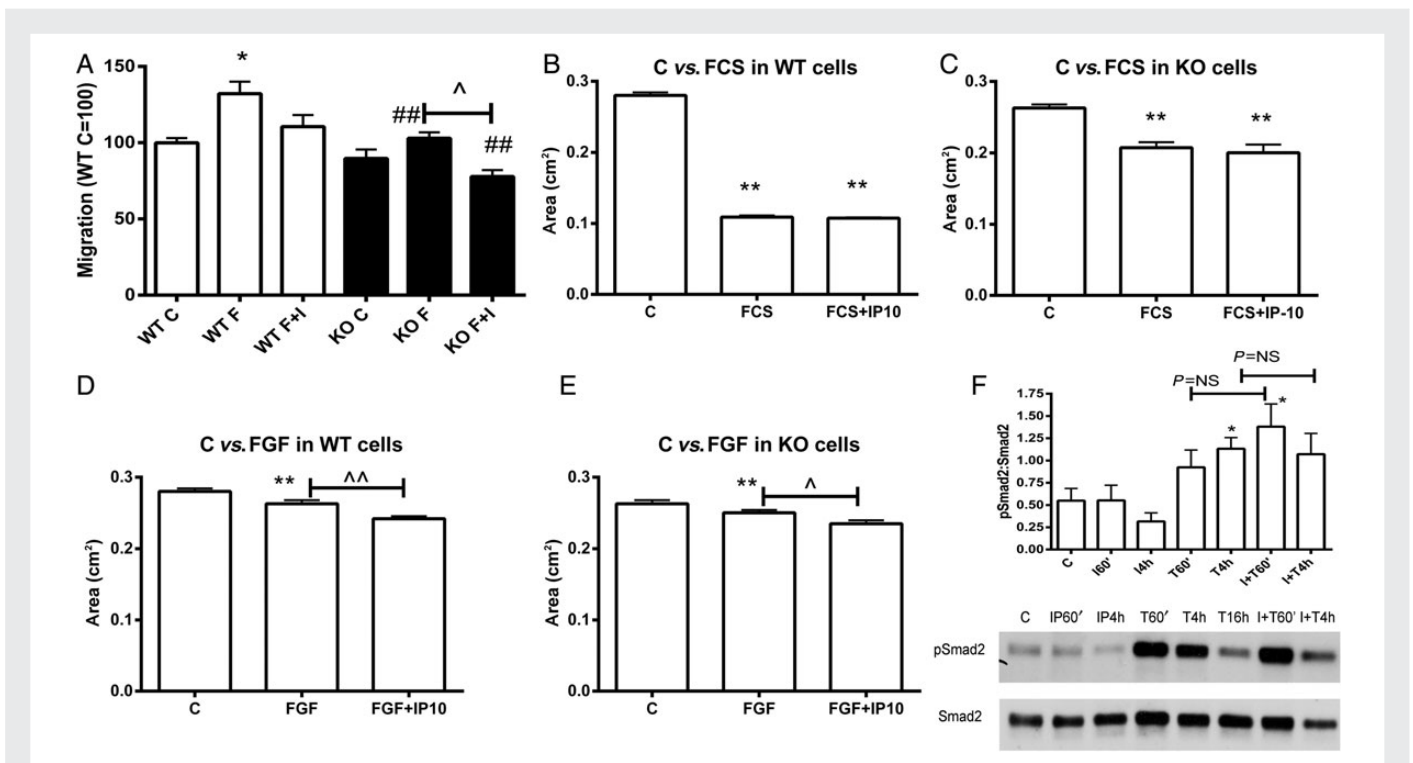 A
150
100
50
0
Migration (WT C=100)
*
##
^
##
WT C
WT F
WT F+I
KO C
KO F
KO F+I
B
C vs. FCS in WT cells
0.3
0.2
0.1
0.0
Area (cm²)
**
**
C
FCS
FCS+IP10
C
C vs. FCS in KO cells
0.3
0.2
0.1
0.0
Area (cm²)
**
**
C
FCS
FCS+IP-10
D
C vs. FGF in WT cells
0.3
0.2
0.1
0.0
Area (cm²)
**
^^
C
FGF
FGF+IP10
E
C vs. FGF in KO cells
0.3
0.2
0.1
0.0
Area (cm²)
**
^
C
FGF
FGF+IP10
F
P=NS
P=NS
1.75
1.50
1.25
1.00
0.75
0.50
0.25
0.00
pSmad2:Smad2
*
*
C
I60'
I4h
T60'
T4h
I+T60'
I+T4h
C IP60′ IP4h T60′ T4h T16h I+T60' I+T4h
pSmad2
Smad2